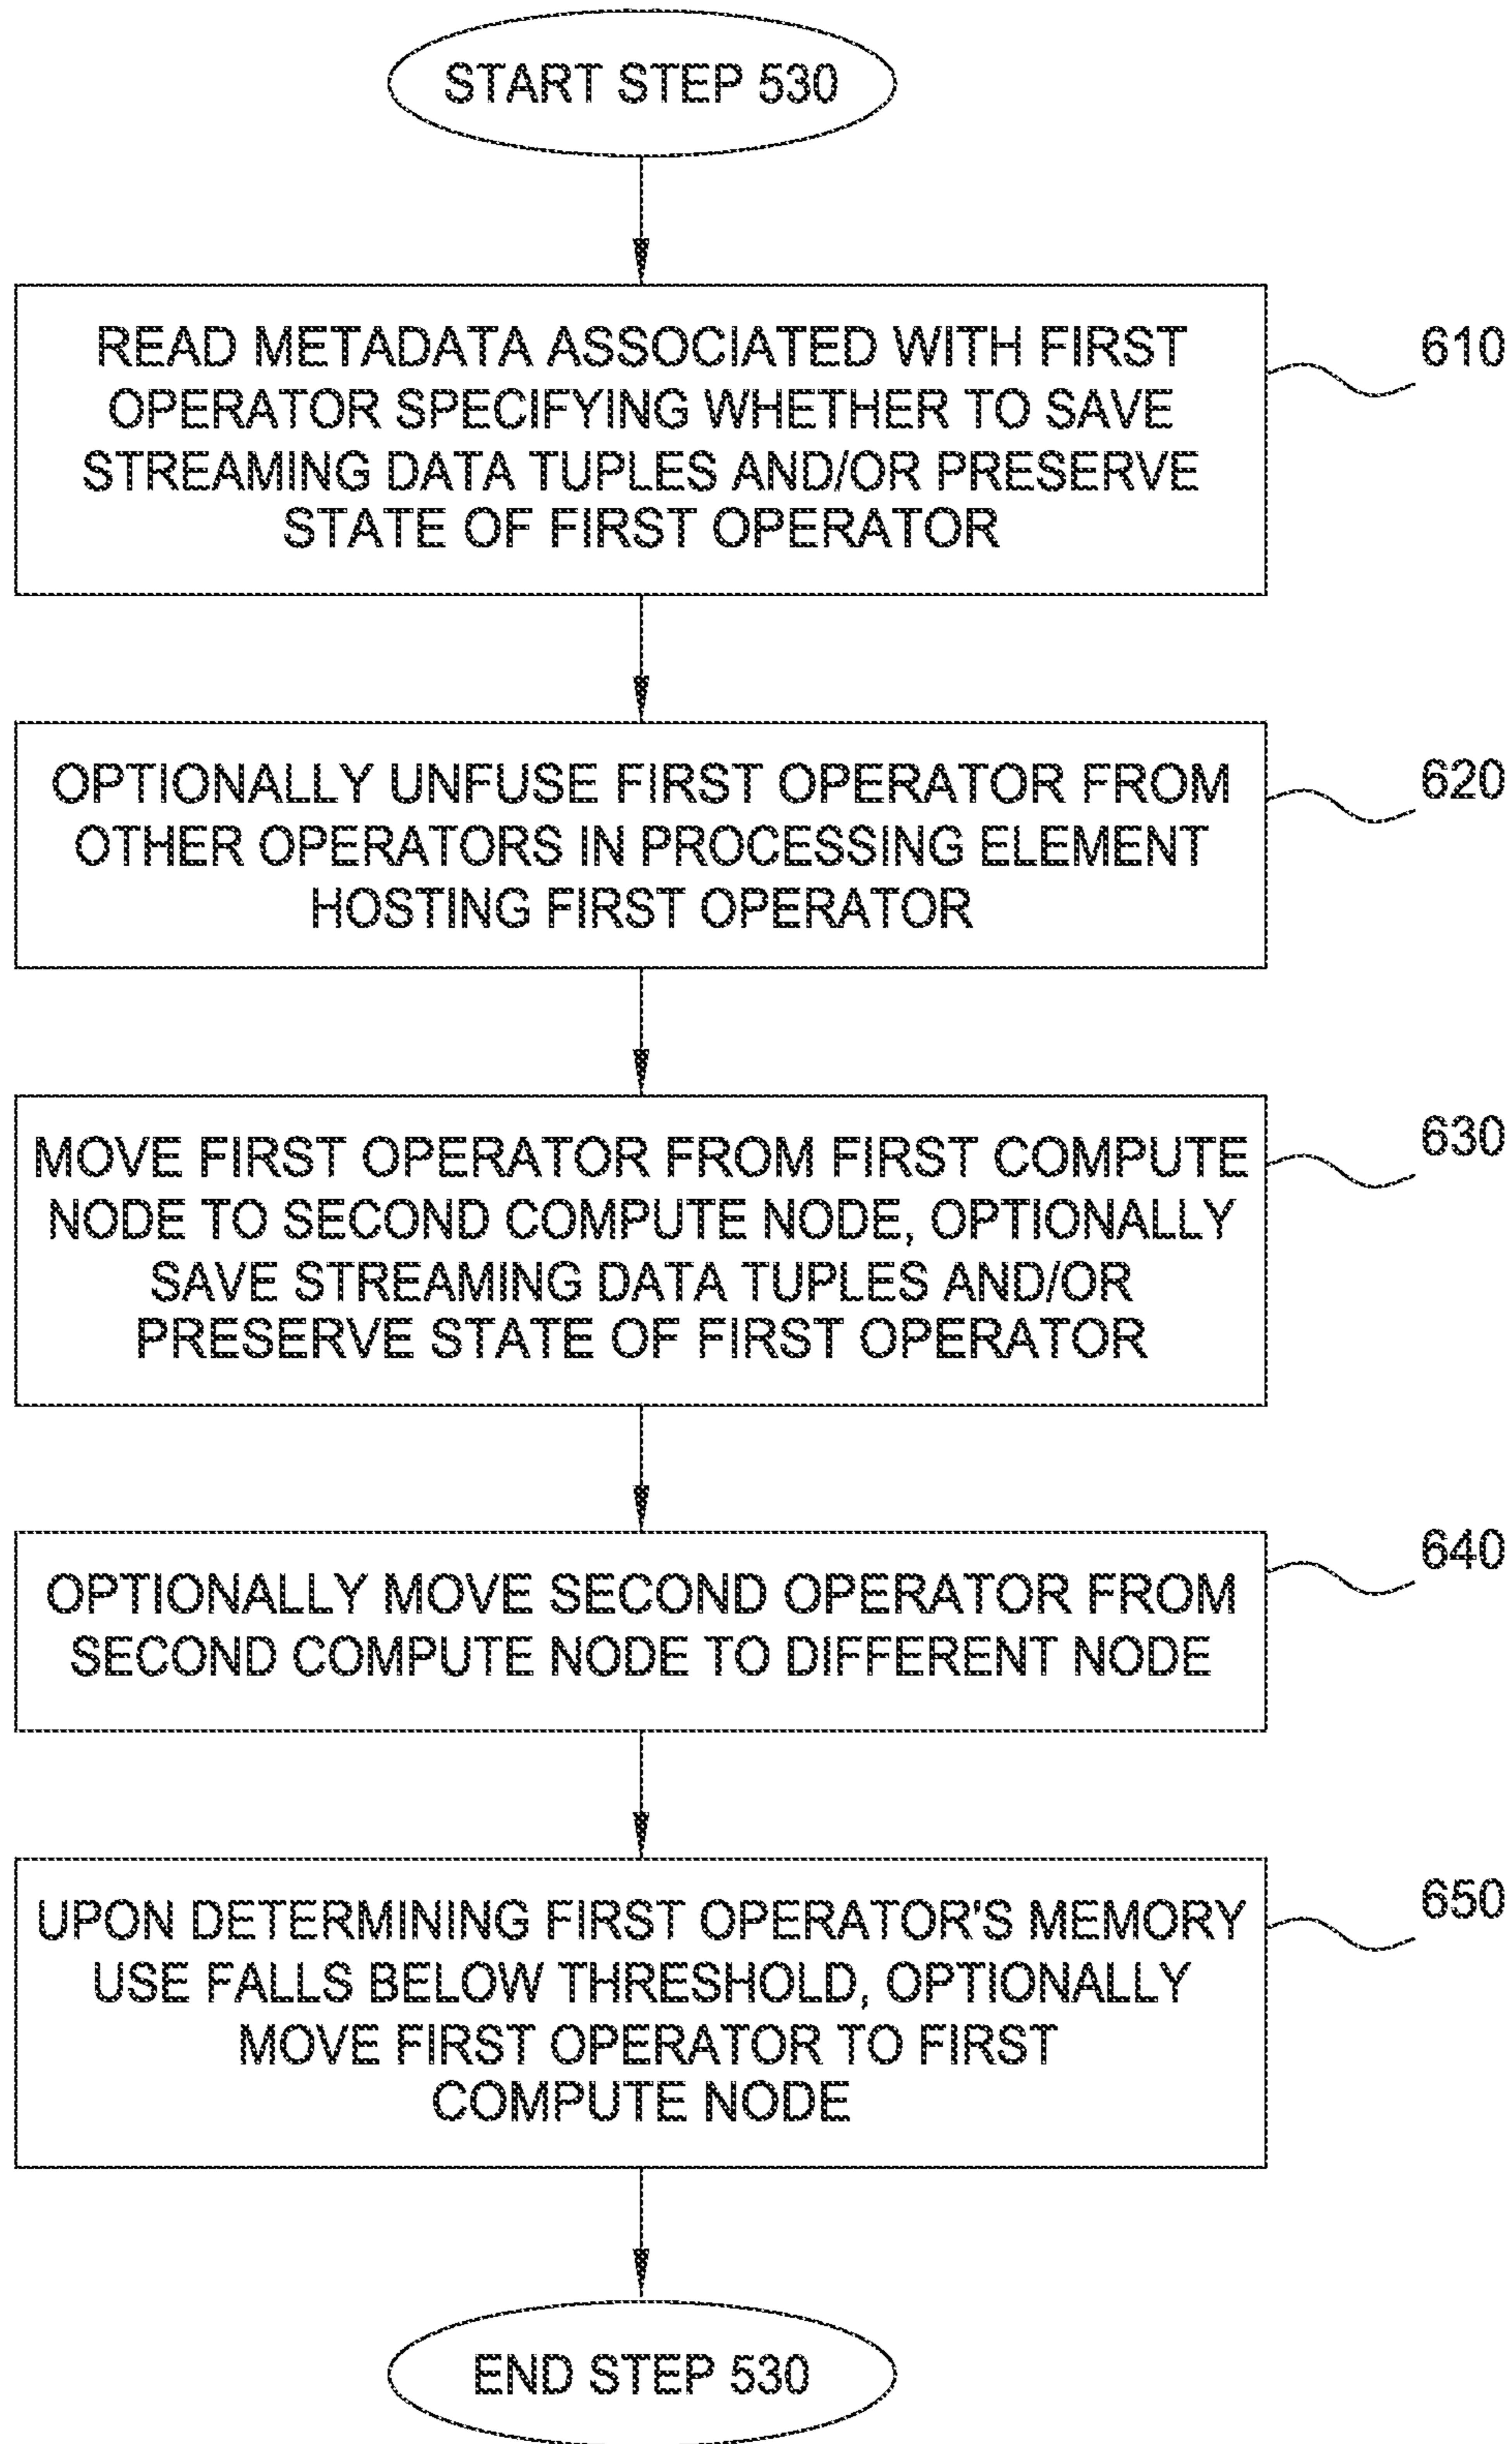 START STEP 530
READ METADATA ASSOCIATED WITH FIRST
OPERATOR SPECIFYING WHETHER TO SAVE
STREAMING DATA TUPLES AND/OR PRESERVE
STATE OF FIRST OPERATOR
610
OPTIONALLY UNFUSE FIRST OPERATOR FROM
OTHER OPERATORS IN PROCESSING ELEMENT
HOSTING FIRST OPERATOR
620
MOVE FIRST OPERATOR FROM FIRST COMPUTE
NODE TO SECOND COMPUTE NODE, OPTIONALLY
SAVE STREAMING DATA TUPLES AND/OR
PRESERVE STATE OF FIRST OPERATOR
630
OPTIONALLY MOVE SECOND OPERATOR FROM
SECOND COMPUTE NODE TO DIFFERENT NODE
640
UPON DETERMINING FIRST OPERATOR'S MEMORY
USE FALLS BELOW THRESHOLD, OPTIONALLY
MOVE FIRST OPERATOR TO FIRST
COMPUTE NODE
650
END STEP 530